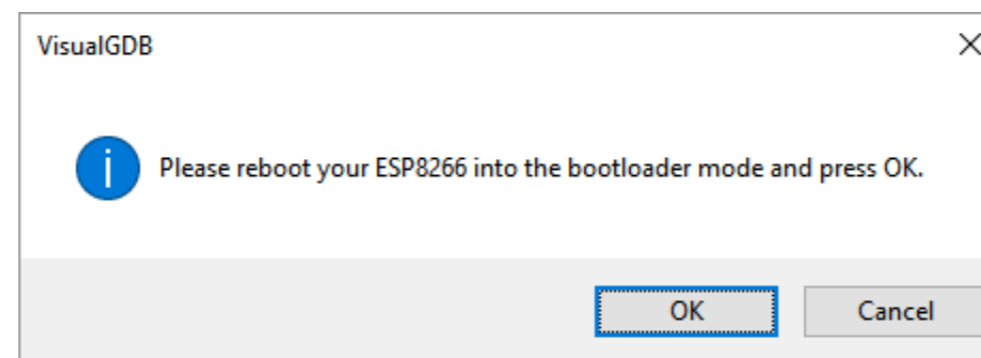 VisualGDB
Please reboot your ESP8266 into the bootloader mode and press OK.
OK
Cancel